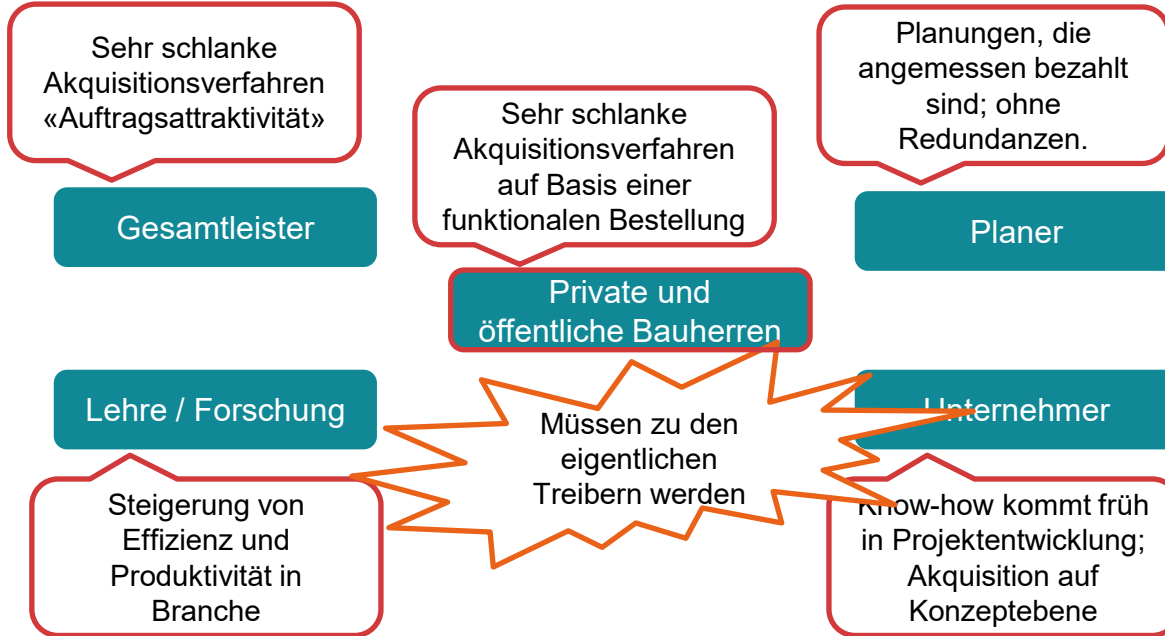 Sehr schlanke
Akquisitionsverfahren
«Auftragsattraktivität»
Gesamtleister
Sehr schlanke
Akquisitionsverfahren
auf Basis einer
funktionalen Bestellung
Private und
öffentliche Bauherren
Planungen, die
angemessen bezahlt
sind; ohne
Redundanzen.
Planer
Lehre / Forschung
Steigerung von
Effizienz und
Produktivität in
Branche
Müssen zu den
eigentlichen
Treibern werden
Unternehmer
Know-how kommt früh
in Projektentwicklung;
Akquisition auf
Konzeptebene